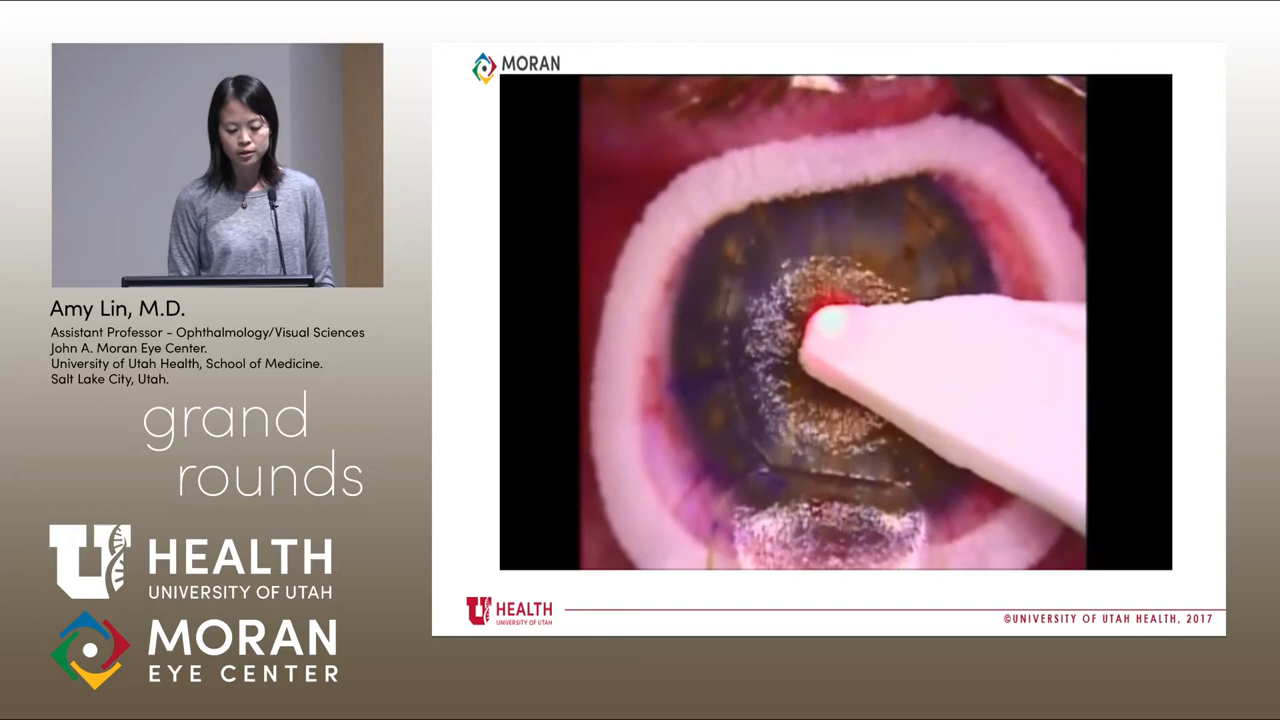 Amy Lin, M.D.
Assistant Professor - Ophthalmology/Visual Sciences
John A. Moran Eye Center.
University of Utah Health, School of Medicine.
Salt Lake City, Utah.
grand
rounds
U HEALTH
UNIVERSITY OF UTAH
MORAN
EYE CENTER
MORAN
U HEALTH
UNIVERSITY OF UTAH
©UNIVERSITY OF UTAH HEALTH, 2017